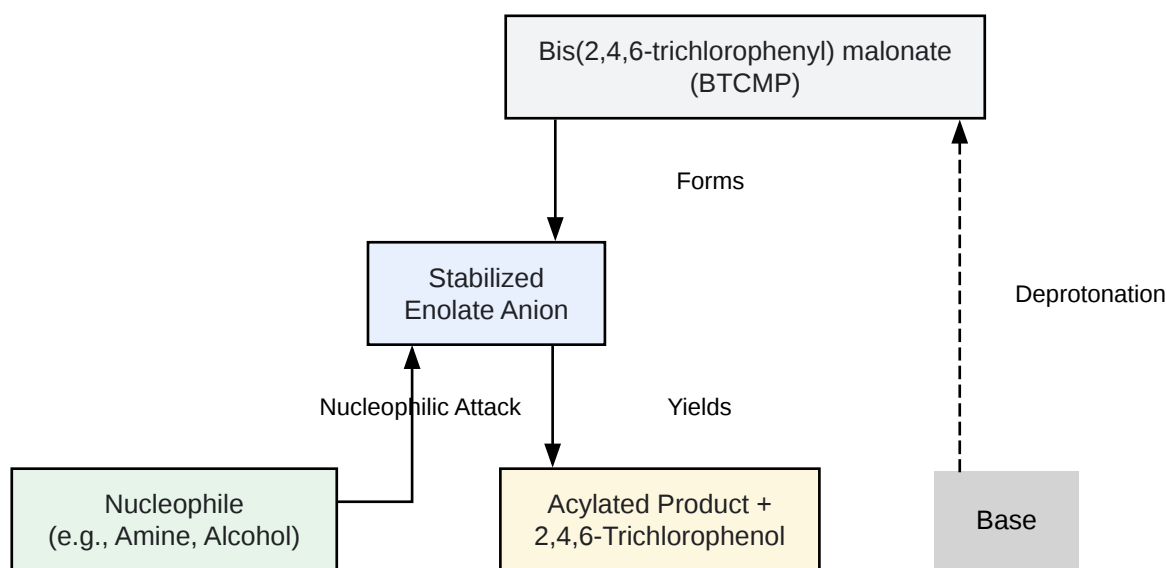 Bis(2,4,6-trichlorophenyl) malonate
(BTCMP)
Forms
Stabilized
Enolate Anion
Deprotonation
Nucleophilic Attack
Yields
Nucleophile
(e.g., Amine, Alcohol)
Acylated Product +
2,4,6-Trichlorophenol
Base